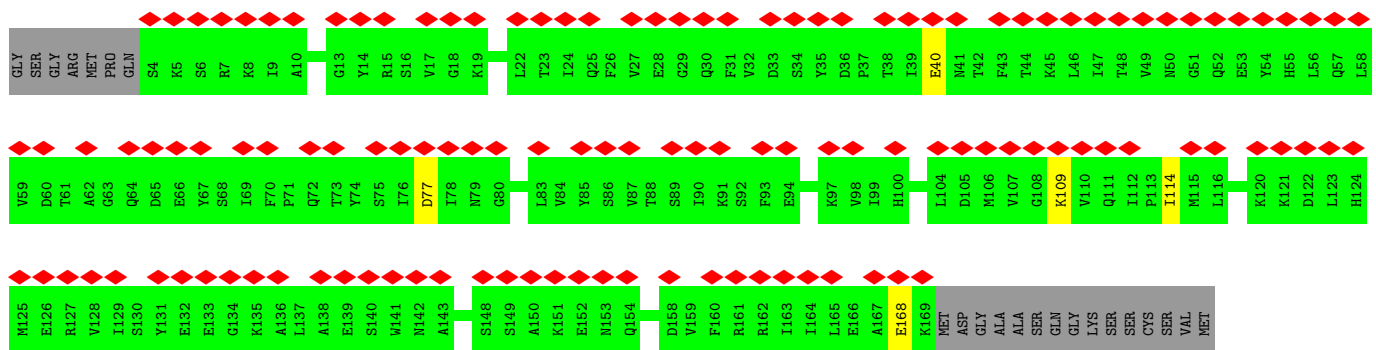 GLY SER GLY ARG MET PRO GLN S4 K5 S6 R7 K8 I9 A10 G13 Y14 R15 S16 V17 G18 K19 L22 T23 I24 Q25 F26 V27 E28 G29 Q30 F31 V32 D33 S34 Y35 D36 P37 T38 I39 E40 N41 T42 F43 T44 K45 L46 I47 T48 V49 N50 G51 Q52 E53 Y54 H55 L56 Q57 L58
V59 D60 T61 A62 G63 Q64 D65 E66 Y67 S68 I69 F70 P71 Q72 T73 Y74 S75 I76 D77 I78 N79 G80 L83 V84 Y85 S86 V87 T88 S89 I90 K91 S92 F93 E94 K97 V98 I99 H100 L104 D105 M106 V107 G108 K109 V110 Q111 I112 P113 I114 M115 L116 K120 K121 D122 L123 H124
M125 E126 R127 V128 I129 S130 Y131 E132 E133 G134 K135 A136 L137 A138 E139 S140 W141 N142 A143 S148 S149 A150 K151 E152 N153 Q154 D158 V159 F160 R161 R162 I163 I164 L165 E166 A167 E168 K169 MET ASP GLY ALA ALA SER GLN GLY LYS SER SER CYS SER VAL MET